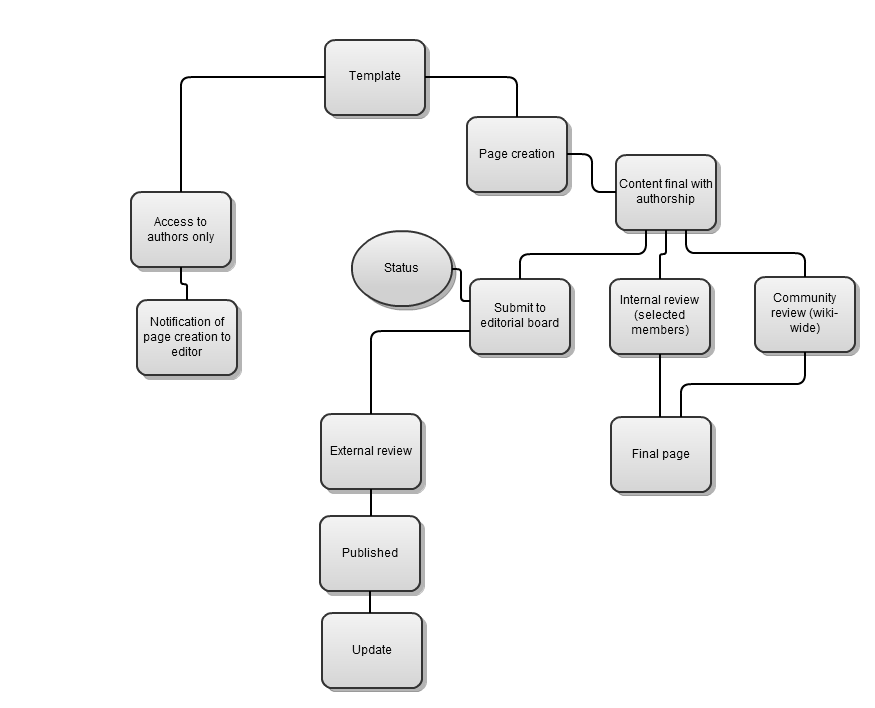 Template
Page creation
Content final with
authorship
Access to
authors only
Status
Submit to
editorial board
Internal review
(selected
members)
Community
review (wiki-
wide)
Notification of
page creation to
editor
External review
Final page
Published
Update